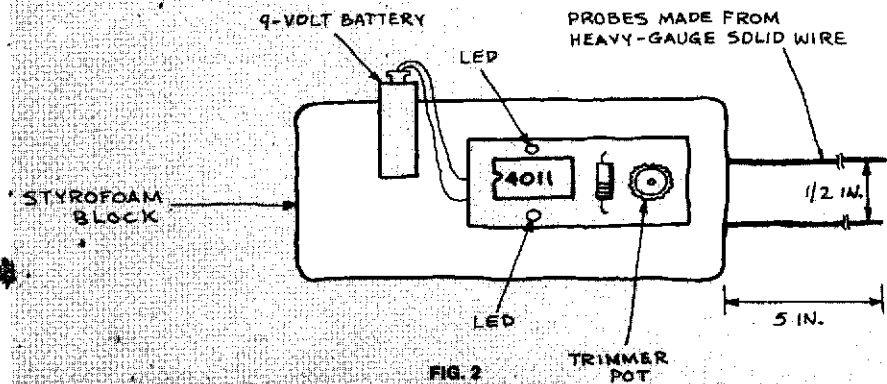 9-VOLT BATTERY
PROBES MADE FROM
HEAVY-GAUGE SOLID WIRE
LED
4011
STYROFOAM
BLOCK
1/2 IN.
LED
5 IN.
TRIMMER
POT
FIG. 2